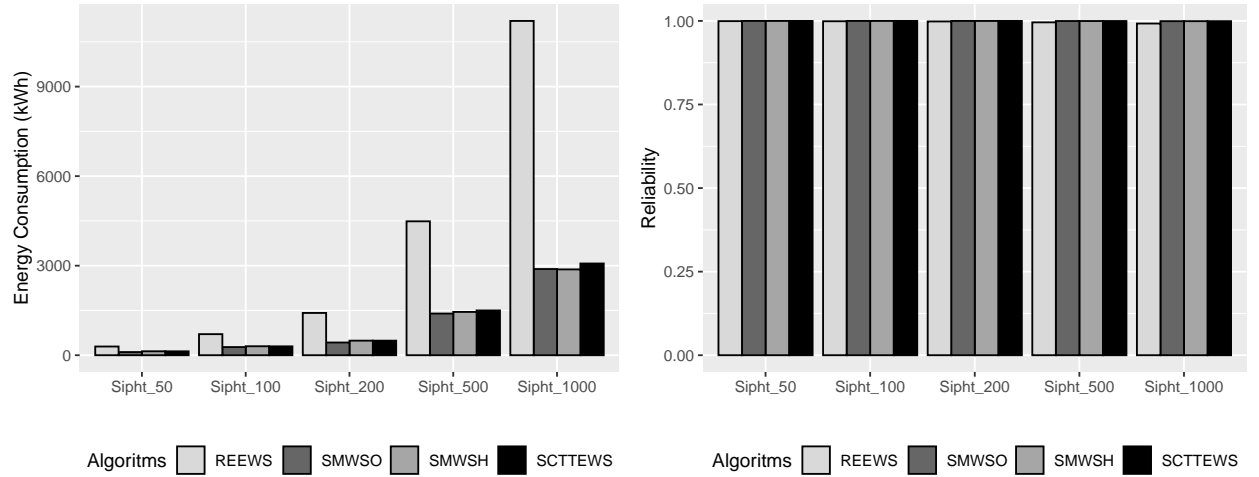 Energy Consumption (kWh)
9000
6000
3000
0
Sipht_50 Sipht_100 Sipht_200 Sipht_500 Sipht_1000
Algoritms REEWS SMWSO SMWSH SCTTEWS
Reliability
1.00
0.75
0.50
0.25
0.00
Sipht_50 Sipht_100 Sipht_200 Sipht_500 Sipht_1000
Algoritms REEWS SMWSO SMWSH SCTTEWS